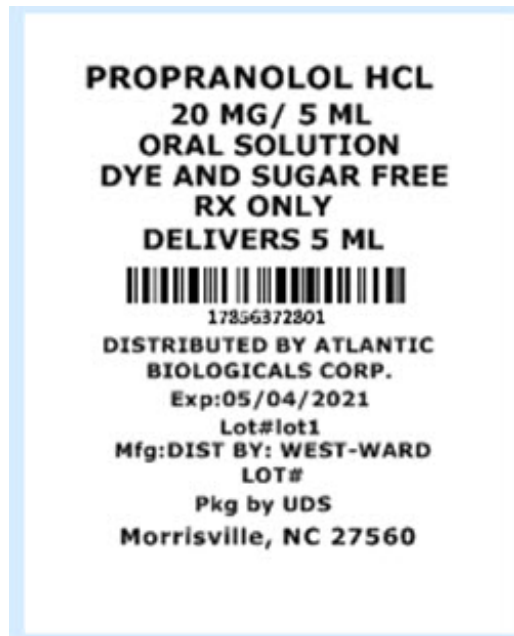 PROPRANOLOL HCL
20 MG/ 5 ML
ORAL SOLUTION
DYE AND SUGAR FREE
RX ONLY
DELIVERS 5 ML
17856372801
DISTRIBUTED BY ATLANTIC
BIOLOGICALS CORP.
Exp:05/04/2021
Lot#lot1
Mfg:DIST BY: WEST-WARD
LOT#
Pkg by UDS
Morrisville, NC 27560